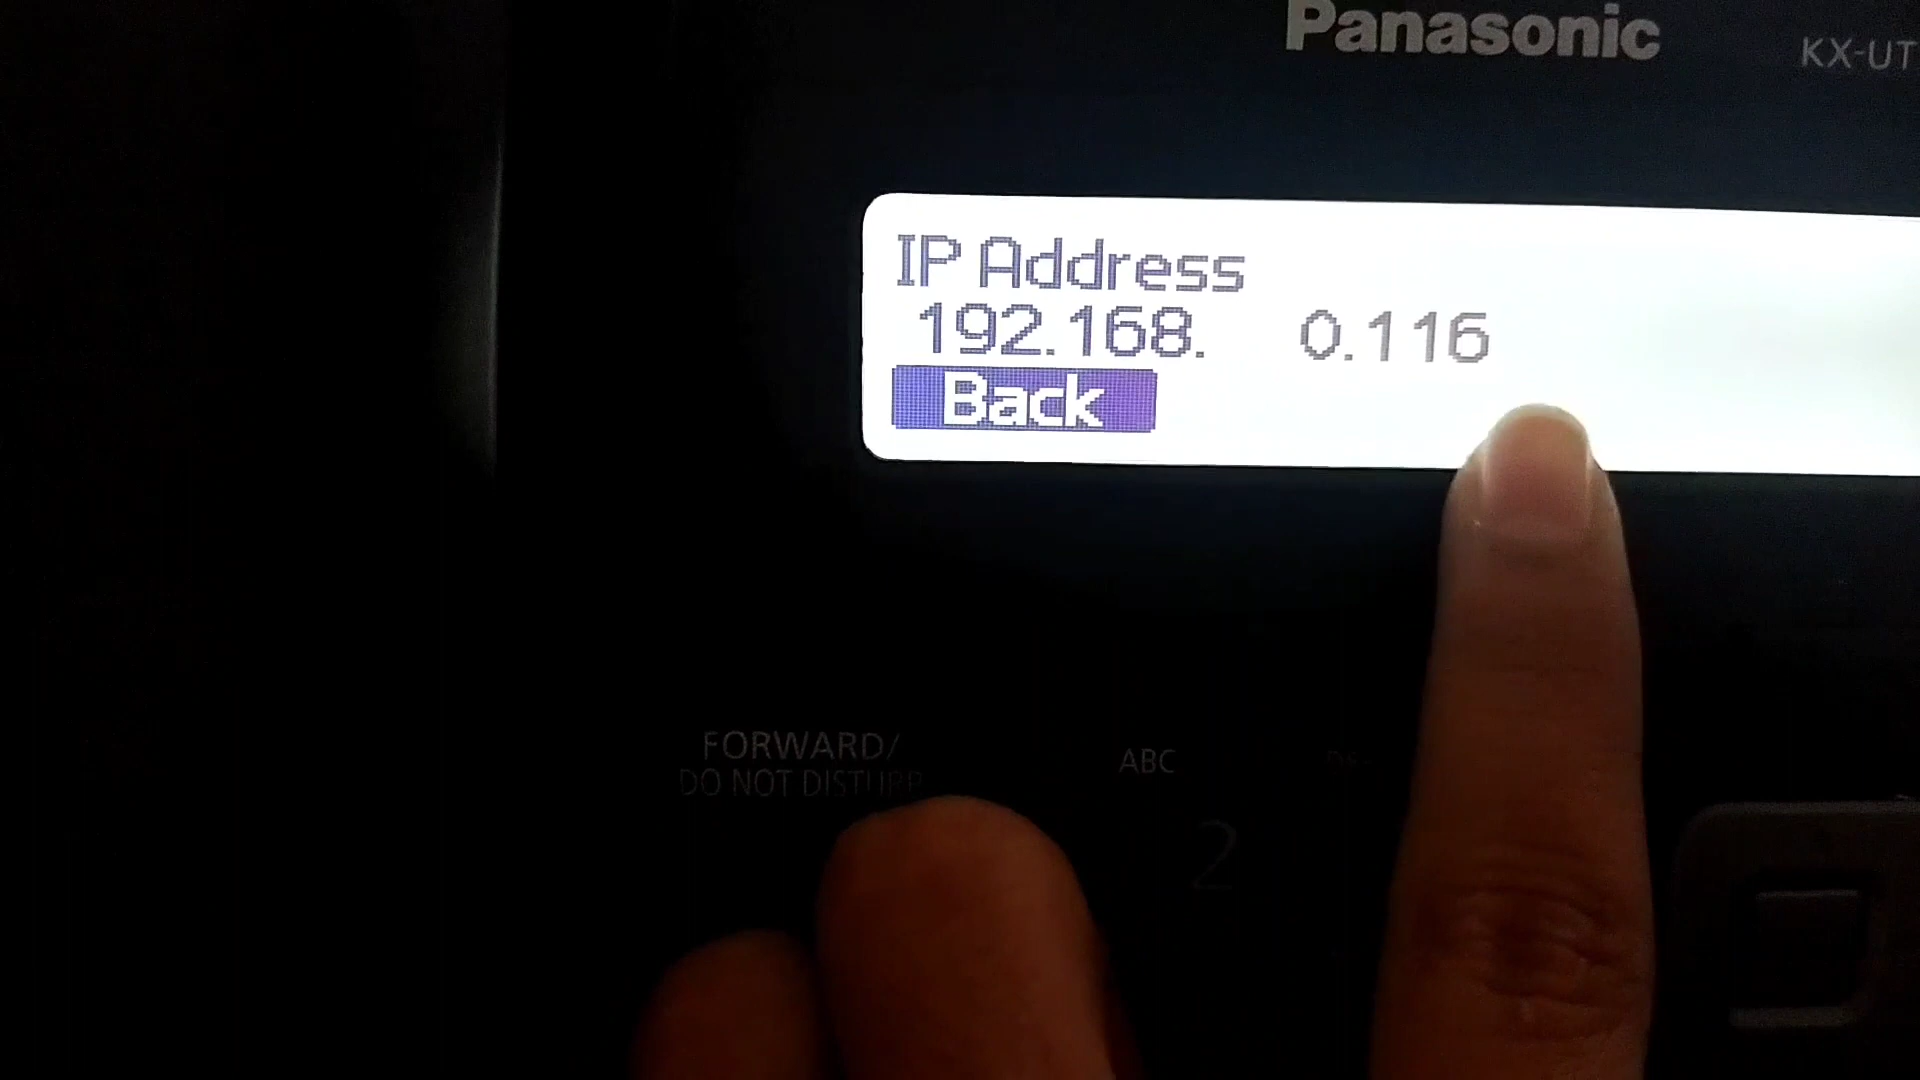 Panasonic
KX-UT
IP Address
192.168.   0.116
Back
FORWARD/
DO NOT DISTURB
ABC
2